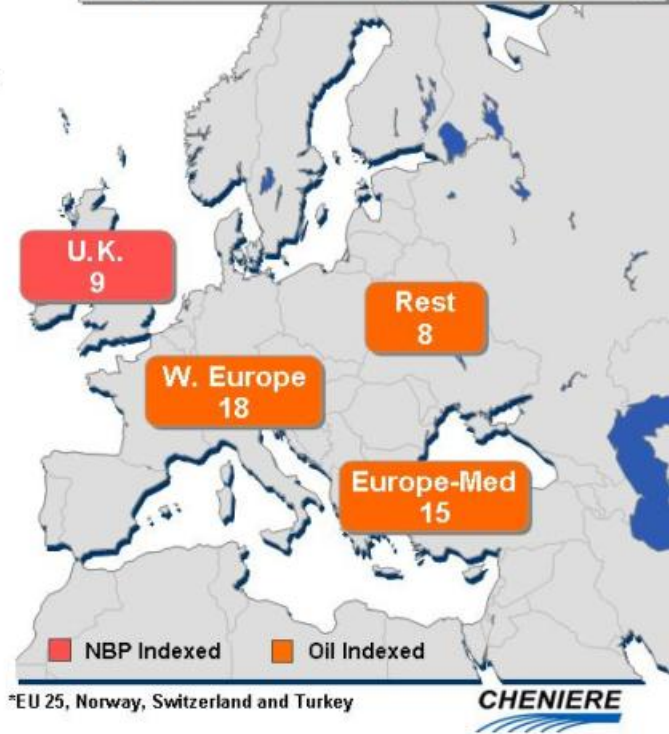 U.K.
9
Rest
8
W. Europe
18
Europe-Med
15
NBP Indexed
Oil Indexed
*EU 25, Norway, Switzerland and Turkey
CHENIERE